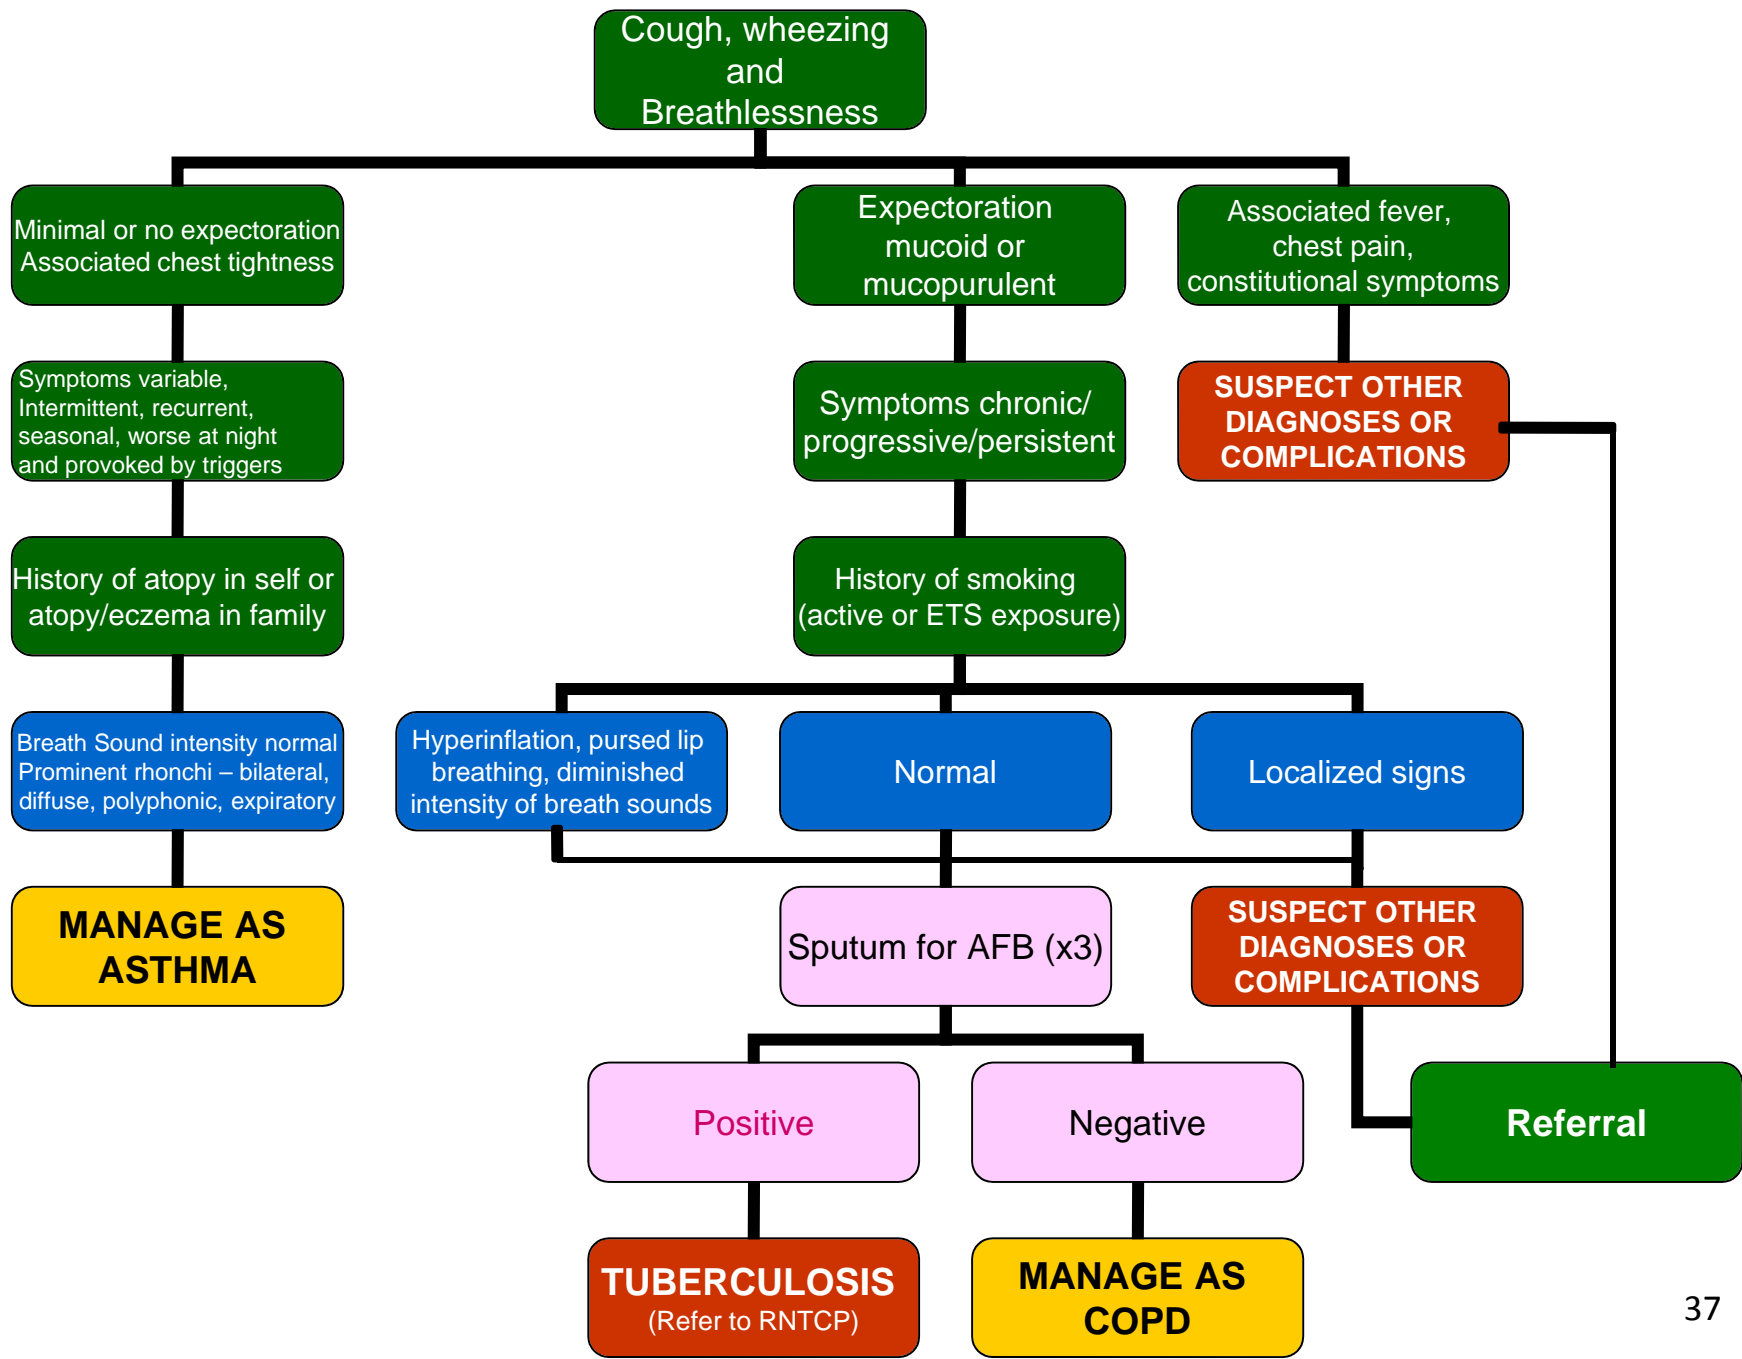 Cough, wheezing
and
Breathlessness
Minimal or no expectoration
Associated chest tightness
Expectoration
mucoid or
mucopurulent
Associated fever,
chest pain,
constitutional symptoms
Symptoms variable,
Intermittent, recurrent,
seasonal, worse at night
and provoked by triggers
Symptoms chronic/
progressive/persistent
SUSPECT OTHER
DIAGNOSES OR
COMPLICATIONS
History of atopy in self or
atopy/eczema in family
History of smoking
(active or ETS exposure)
Breath Sound intensity normal
Prominent rhonchi – bilateral,
diffuse, polyphonic, expiratory
Hyperinflation, pursed lip
breathing, diminished
intensity of breath sounds
Normal
Localized signs
MANAGE AS
ASTHMA
Sputum for AFB (x3)
SUSPECT OTHER
DIAGNOSES OR
COMPLICATIONS
Positive
Negative
Referral
TUBERCULOSIS
(Refer to RNTCP)
MANAGE AS
COPD
37